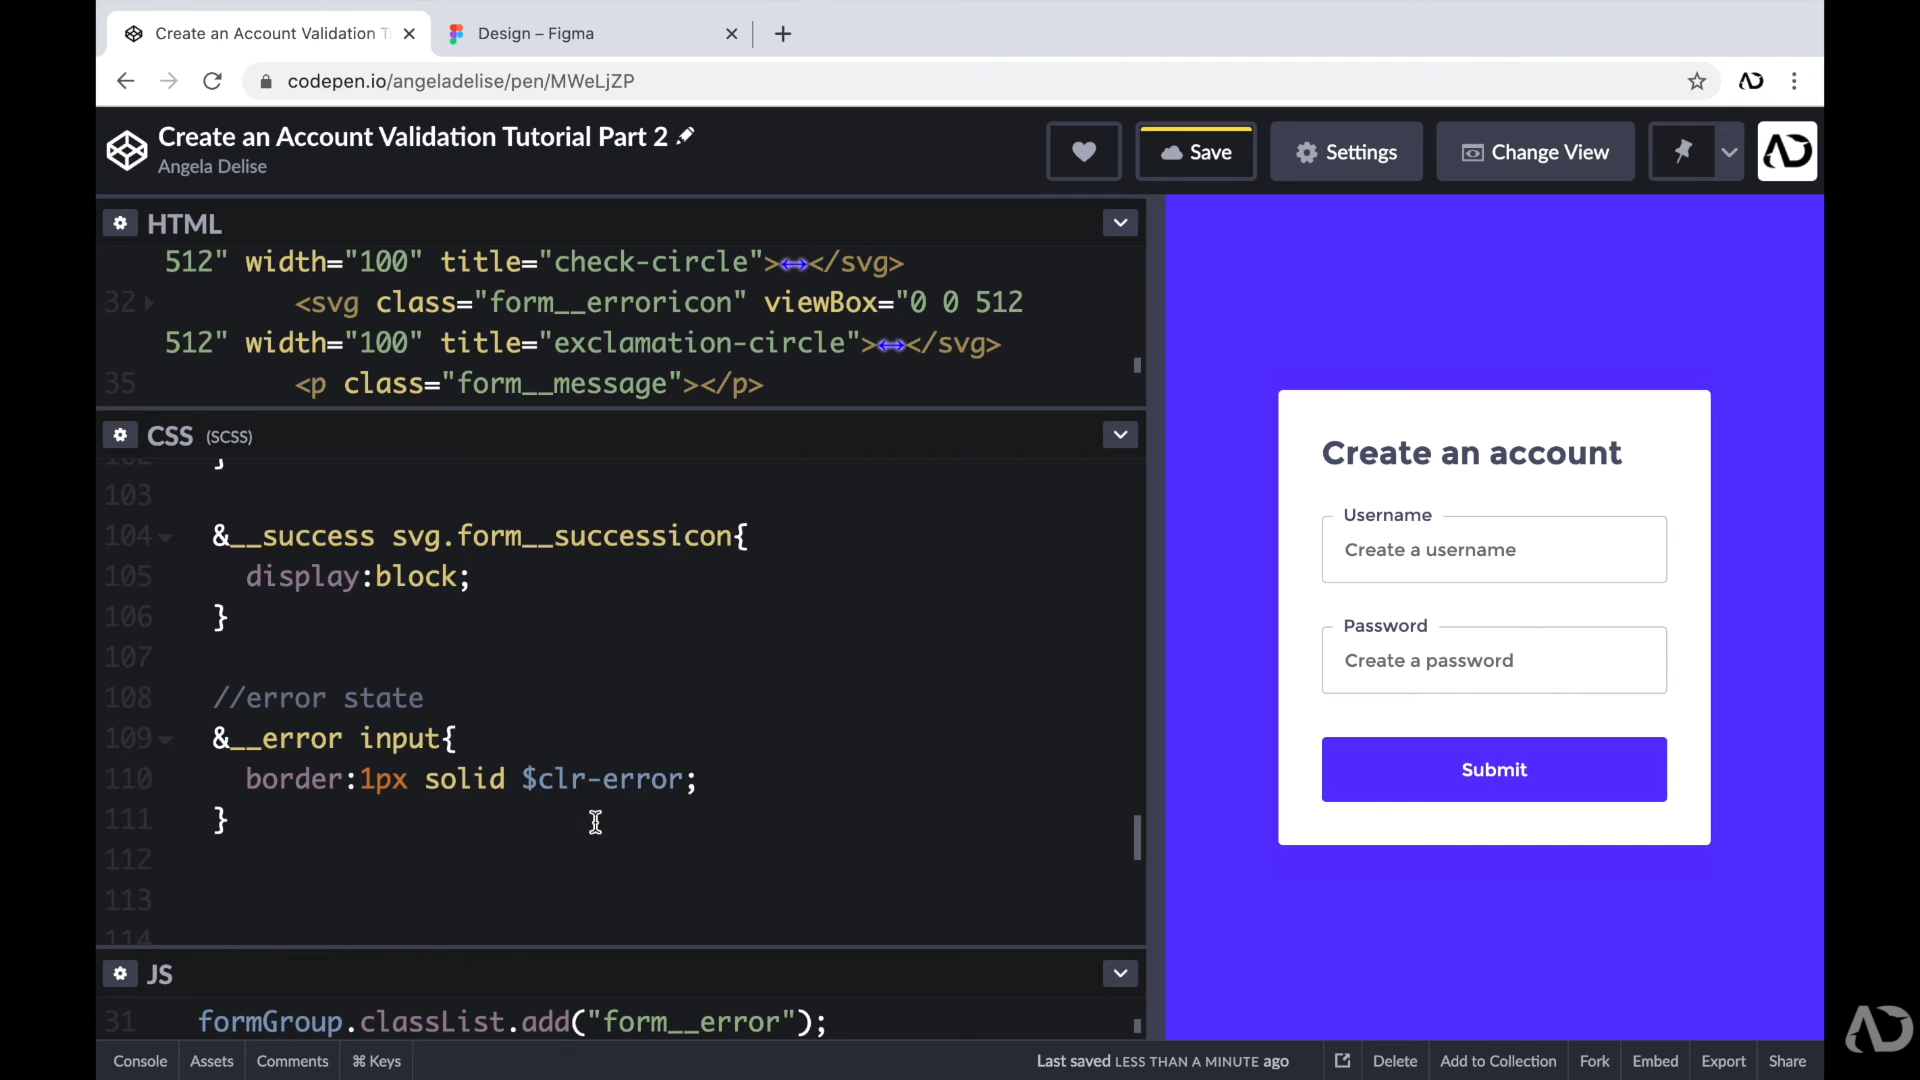 Create an Account Validation T
Design – Figma
codepen.io/angeladelise/pen/MWeLjZP
Create an Account Validation Tutorial Part 2
Angela Delise
Save
Settings
Change View
HTML
512" width="100" title="check-circle"></svg>
32 <svg class="form__erroricon" viewBox="0 0 512
512" width="100" title="exclamation-circle"></svg>
35 <p class="form__message"></p>
CSS (SCSS)
102 }
103
104 &__success svg.form__successicon{
105 display:block;
106 }
107
108 //error state
109 &__error input{
110 border:1px solid $clr-error;
111 }
112
113
114
JS
31 formGroup.classList.add("form__error");
Create an account
Username
Create a username
Password
Create a password
Submit
Console Assets Comments ⌘ Keys Last saved LESS THAN A MINUTE ago Delete Add to Collection Fork Embed Export Share